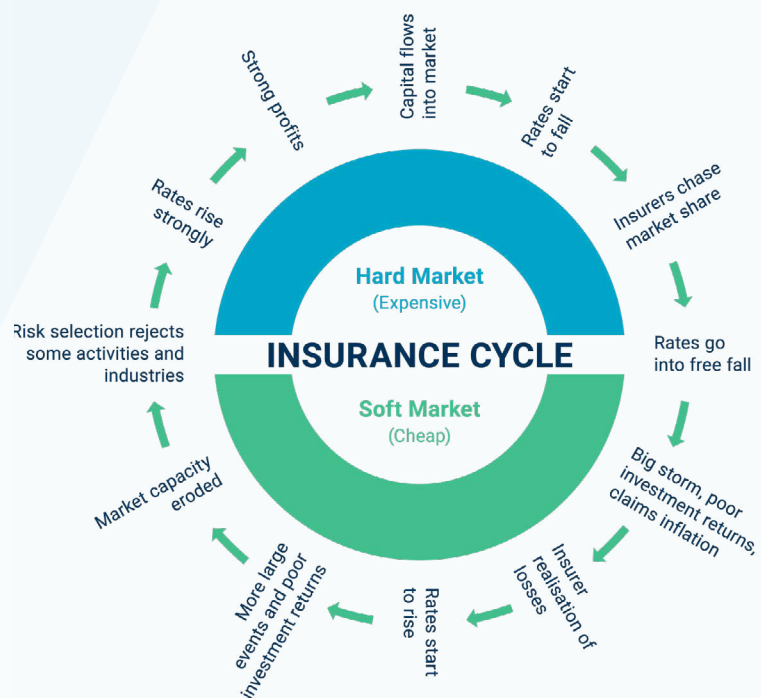 Capital flows
into market
Rates start
to fall
Insurers chase
market share
Rates go
into free fall
Big storm, poor
investment returns,
claims inflation
Insurer
realisation of
losses
Rates start
to rise
More large
events and poor
investment returns
Market capacity
eroded
Risk selection rejects
some activities and
industries
Rates rise
strongly
Strong profits
Hard Market
(Expensive)
INSURANCE CYCLE
Soft Market
(Cheap)